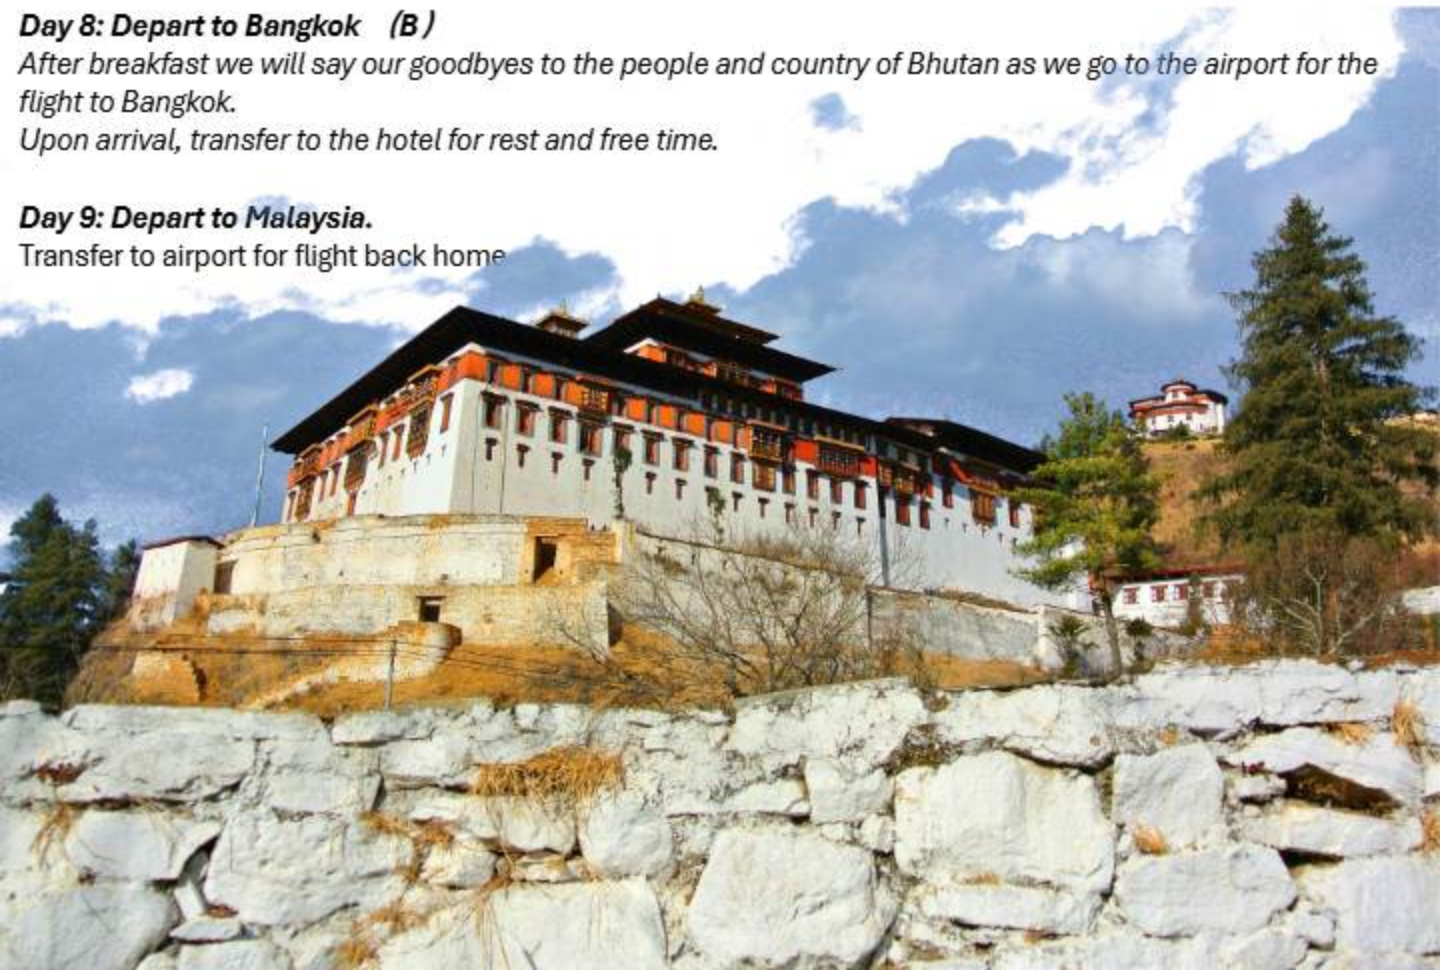 Day 8: Depart to Bangkok (B)
After breakfast we will say our goodbyes to the people and country of Bhutan as we go to the airport for the
flight to Bangkok.
Upon arrival, transfer to the hotel for rest and free time.
Day 9: Depart to Malaysia.
Transfer to airport for flight back home